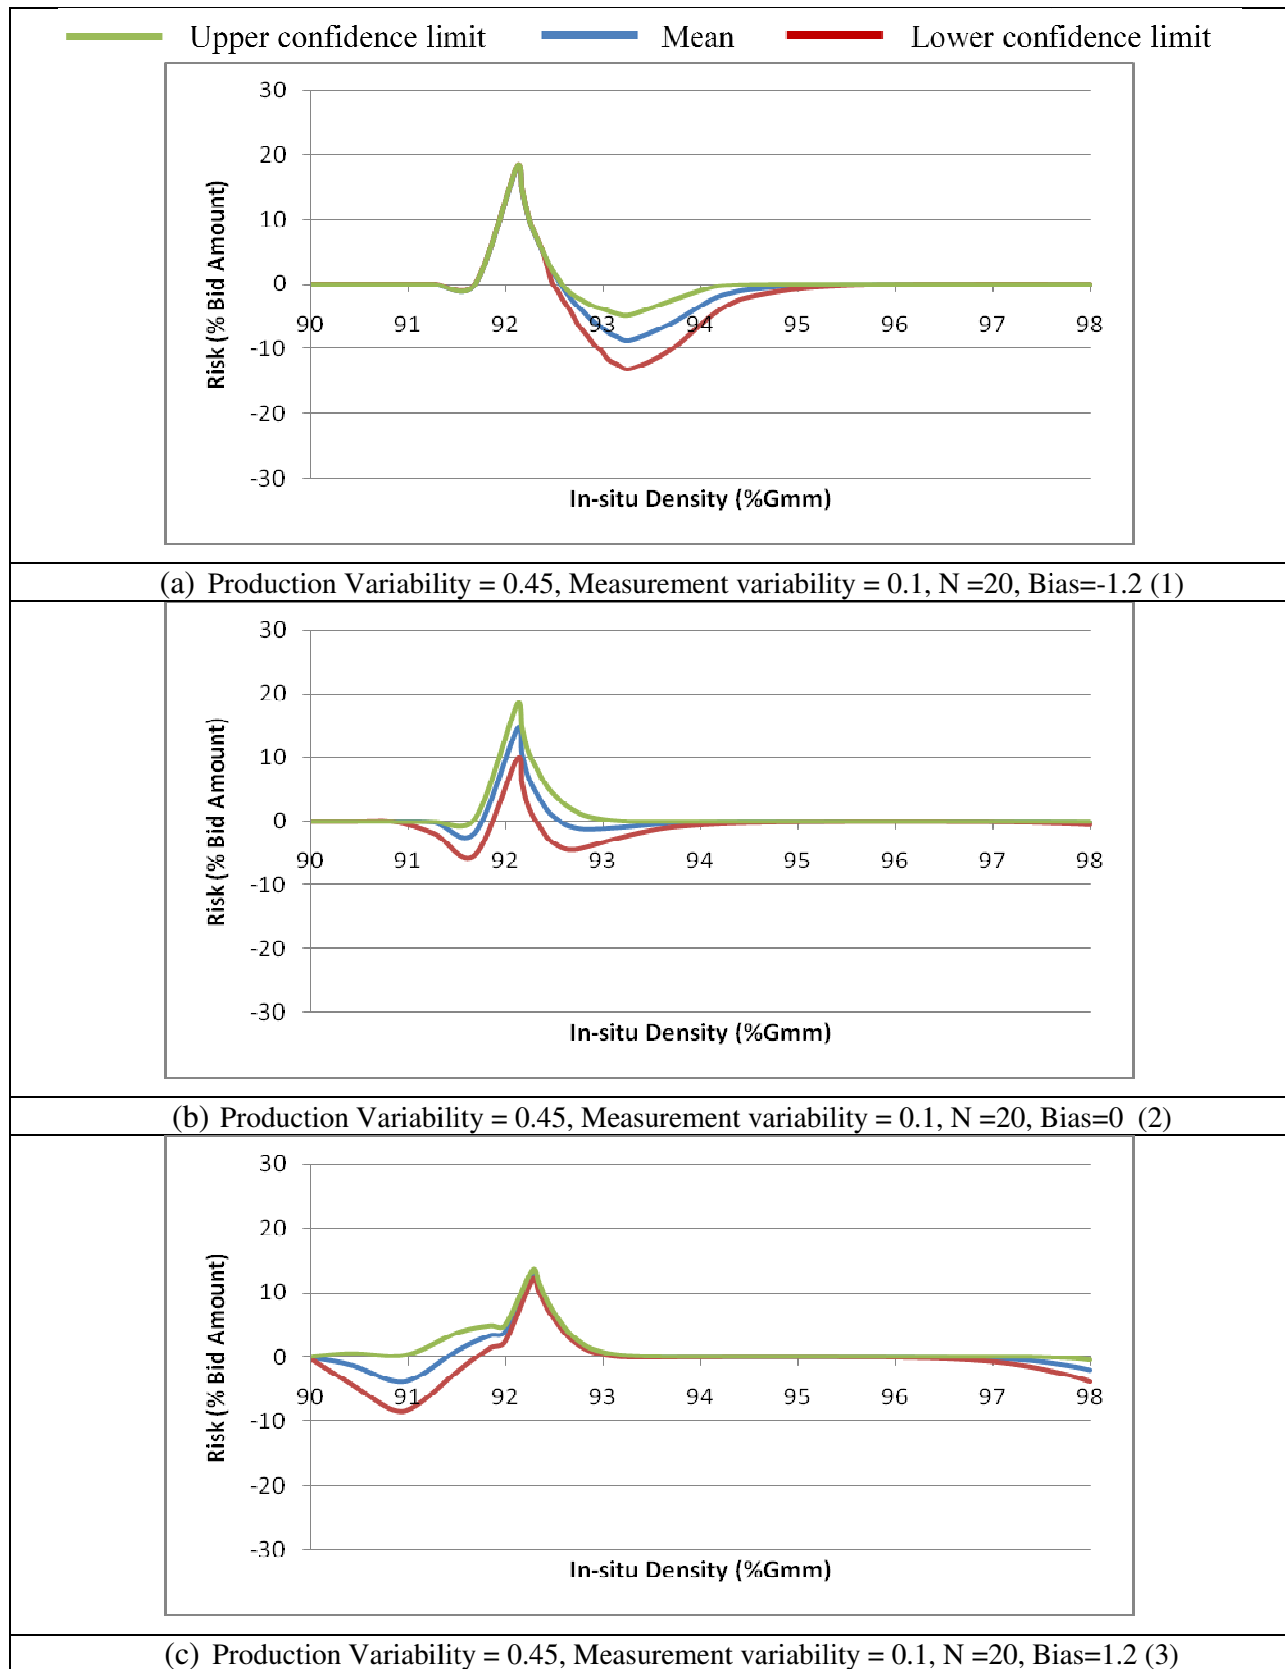 Upper confidence limit Mean Lower confidence limit
30
20
10
0
-10
-20
-30
Risk (% Bid Amount)
90 91 92 93 94 95 96 97 98
In-situ Density (%Gmm)
(a) Production Variability = 0.45, Measurement variability = 0.1, N =20, Bias=-1.2 (1)
30
20
10
0
-10
-20
-30
Risk (% Bid Amount)
90 91 92 93 94 95 96 97 98
In-situ Density (%Gmm)
(b) Production Variability = 0.45, Measurement variability = 0.1, N =20, Bias=0 (2)
30
20
10
0
-10
-20
-30
Risk (% Bid Amount)
90 91 92 93 94 95 96 97 98
In-situ Density (%Gmm)
(c) Production Variability = 0.45, Measurement variability = 0.1, N =20, Bias=1.2 (3)